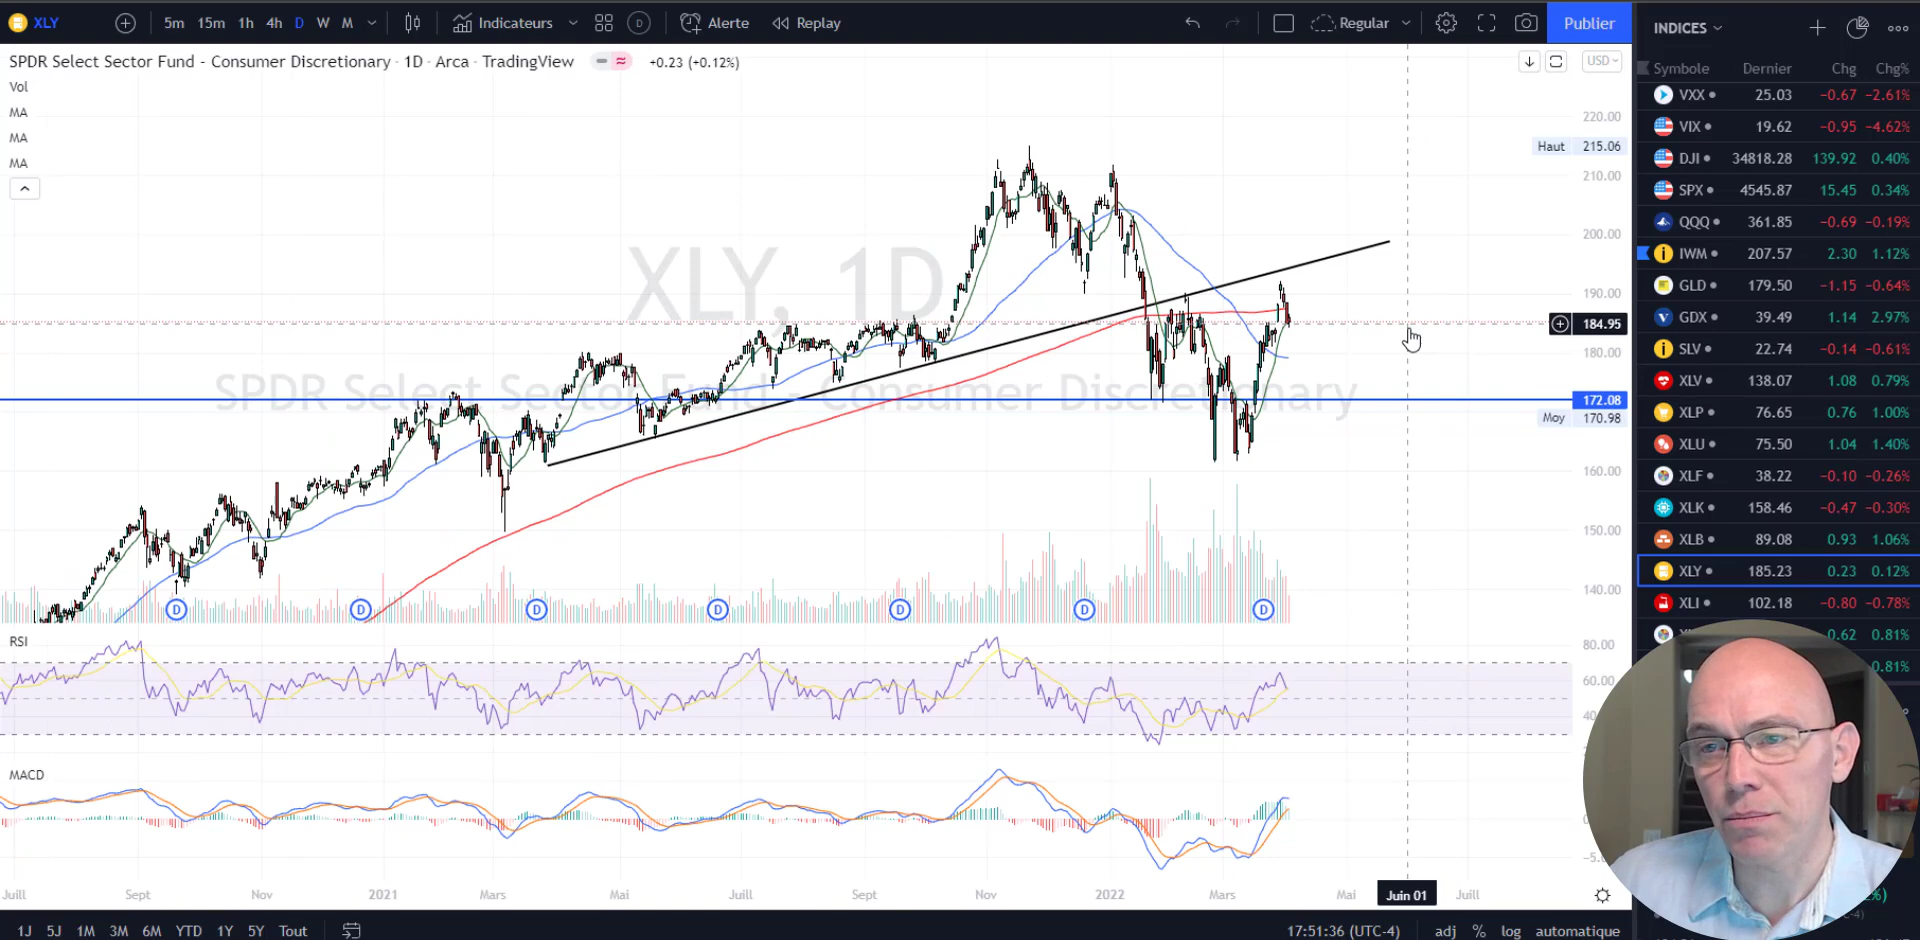 XLY 5m 15m 1h 4h D W M Indicateurs D Alerte Replay Regular Publier
SPDR Select Sector Fund - Consumer Discretionary · 1D · Arca · TradingView +0.23 (+0.12%) USD
Vol
MA
MA
MA
220.00
Haut 215.06
210.00
200.00
190.00
184.95
180.00
172.08
Moy 170.98
160.00
150.00
140.00
XLY, 1D
SPDR Select Sector Fund - Consumer Discretionary
D D D D D D D
RSI
80.00
60.00
MACD
Juill Sept Nov 2021 Mars Mai Juill Sept Nov 2022 Mars Mai Juin 01 Juill
1J 5J 1M 3M 6M YTD 1Y 5Y Tout 17:51:36 (UTC-4) adj % log automatique
INDICES
Symbole Dernier Chg Chg%
VXX 25.03 −0.67 −2.61%
VIX 19.62 −0.95 −4.62%
DJI 34818.28 139.92 0.40%
SPX 4545.87 15.45 0.34%
QQQ 361.85 −0.69 −0.19%
IWM 207.57 2.30 1.12%
GLD 179.50 −1.15 −0.64%
GDX 39.49 1.14 2.97%
SLV 22.74 −0.14 −0.61%
XLV 138.07 1.08 0.79%
XLP 76.65 0.76 1.00%
XLU 75.50 1.04 1.40%
XLF 38.22 −0.10 −0.26%
XLK 158.46 −0.47 −0.30%
XLB 89.08 0.93 1.06%
XLY 185.23 0.23 0.12%
XLI 102.18 −0.80 −0.78%
0.62 0.81%
0.81%